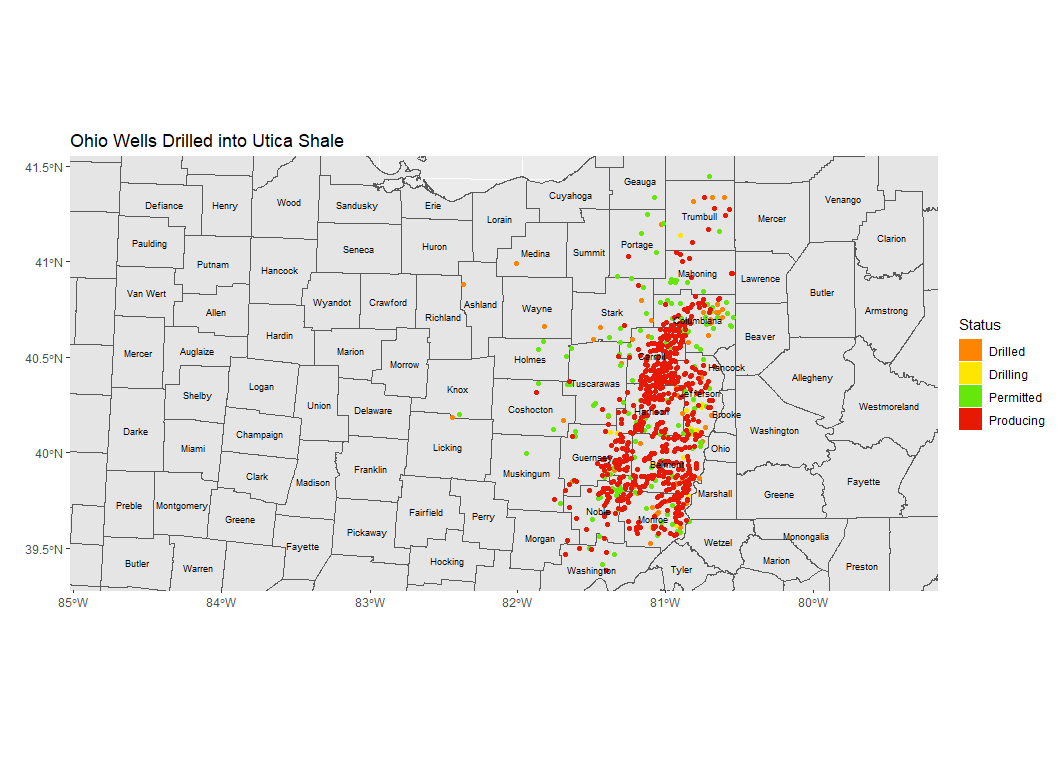 Ohio Wells Drilled into Utica Shale
41.5°N
41°N
40.5°N
40°N
39.5°N
85°W
84°W
83°W
82°W
81°W
80°W
Geauga
Cuyahoga
Venango
Defiance
Henry
Wood
Sandusky
Erie
Lorain
Trumbull
Mercer
Clarion
Paulding
Seneca
Huron
Medina
Summit
Portage
Putnam
Hancock
Mahoning
Lawrence
Van Wert
Butler
Wyandot
Crawford
Ashland
Allen
Richland
Wayne
Stark
Columbiana
Armstrong
Hardin
Beaver
Mercer
Auglaize
Marion
Morrow
Holmes
Carroll
Hancock
Allegheny
Logan
Knox
Tuscarawas
Jefferson
Shelby
Union
Delaware
Coshocton
Harrison
Brooke
Westmoreland
Darke
Champaign
Washington
Miami
Licking
Ohio
Guernsey
Belmont
Clark
Madison
Franklin
Muskingum
Marshall
Greene
Fayette
Preble
Montgomery
Greene
Fairfield
Perry
Noble
Monroe
Pickaway
Morgan
Wetzel
Monongalia
Fayette
Butler
Warren
Hocking
Washington
Tyler
Marion
Preston
Status
Drilled
Drilling
Permitted
Producing